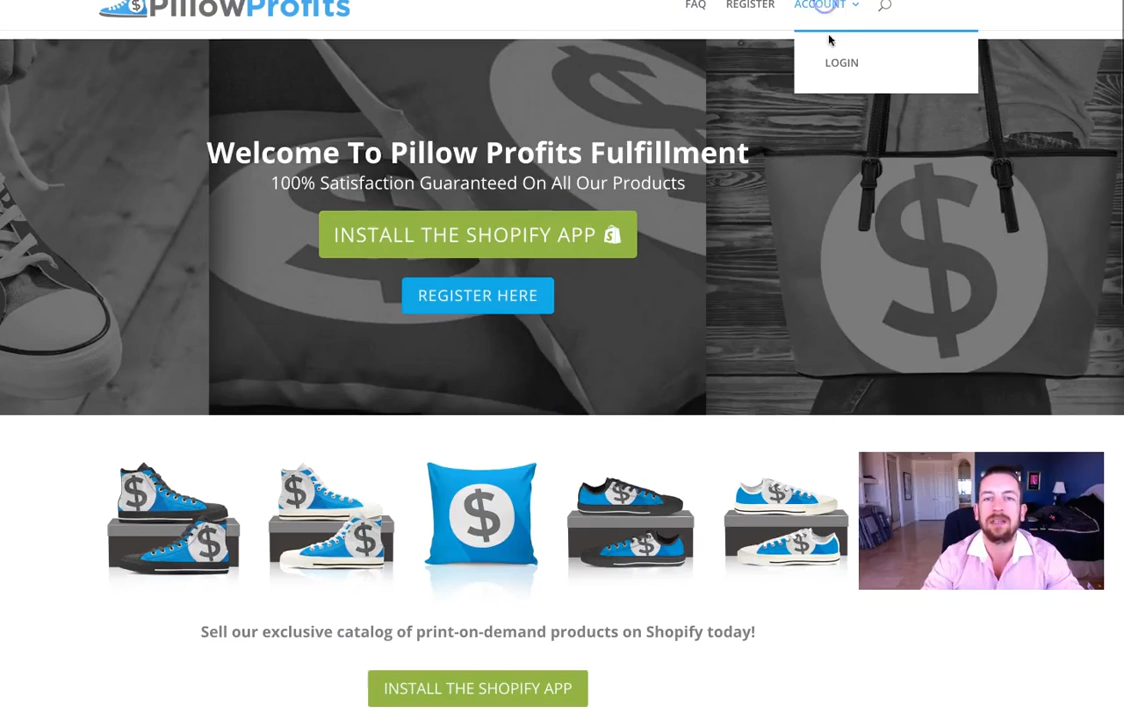 PillowProfits
FAQ REGISTER ACCOUNT
LOGIN
Welcome To Pillow Profits Fulfillment
100% Satisfaction Guaranteed On All Our Products
INSTALL THE SHOPIFY APP
REGISTER HERE
Sell our exclusive catalog of print-on-demand products on Shopify today!
INSTALL THE SHOPIFY APP